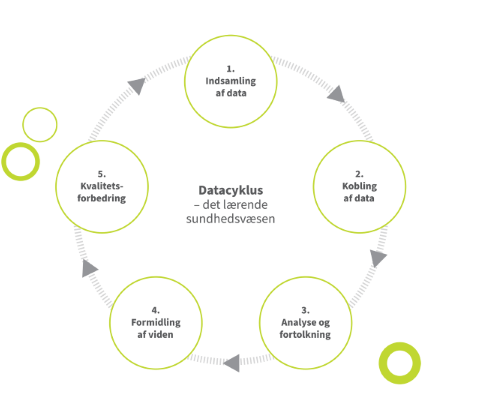 1.
Indsamling
af data
2.
Kobling
af data
3.
Analyse og
fortolkning
4.
Formidling
af viden
5.
Kvalitets-
forbedring
Datacyklus
– det lærende
sundhedsvæsen